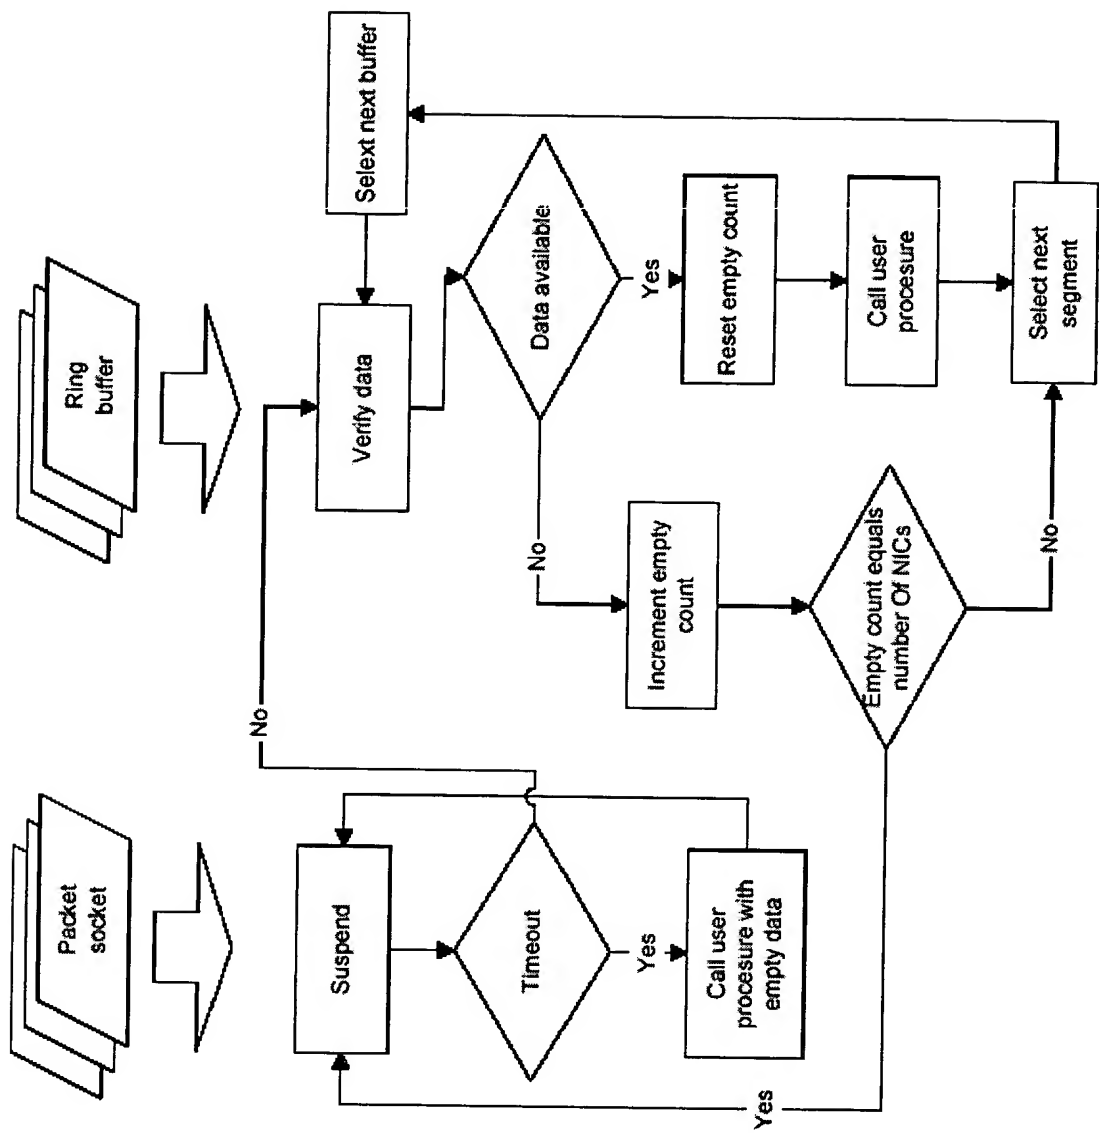 Packet
socket
Ring
buffer
Suspend
Timeout
Yes
Call user
procesure with
empty data
No
Verify data
Selext next buffer
Data available
No
Yes
Increment empty
count
Reset empty count
Call user
procesure
Empty count equals
number Of NICs
Yes
No
Select next
segment